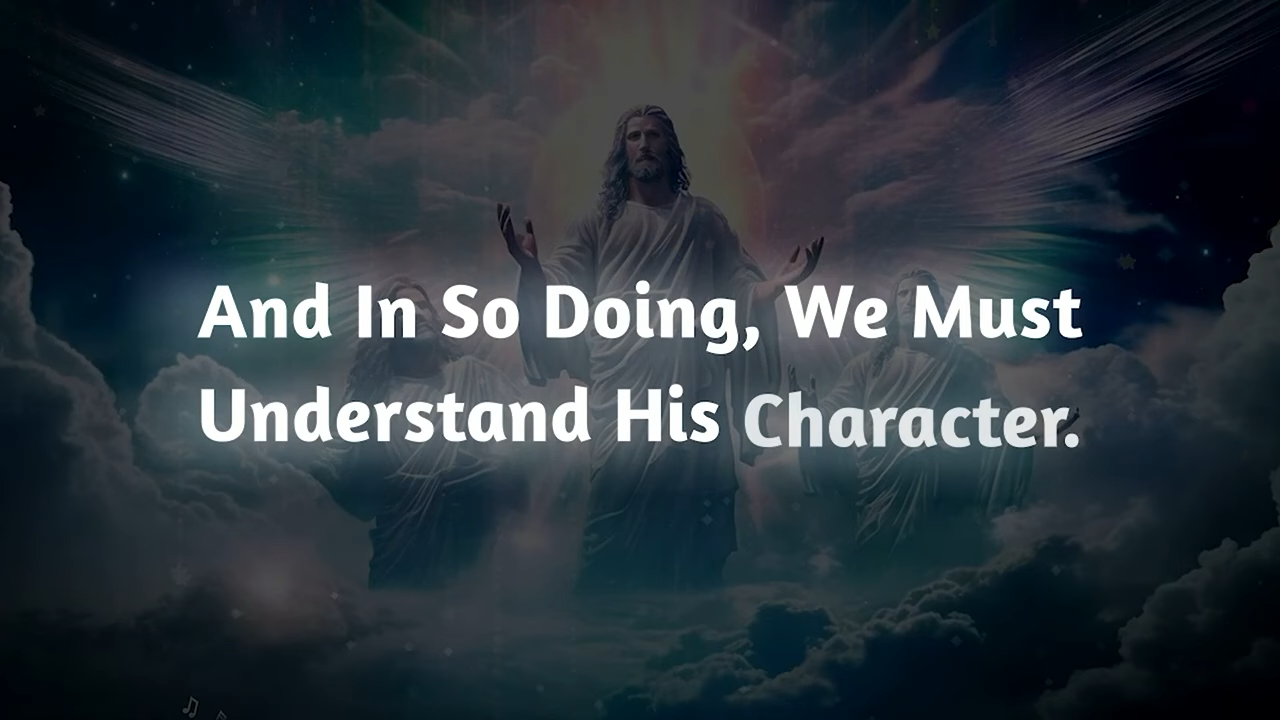 And In So Doing, We Must
Understand His Character.